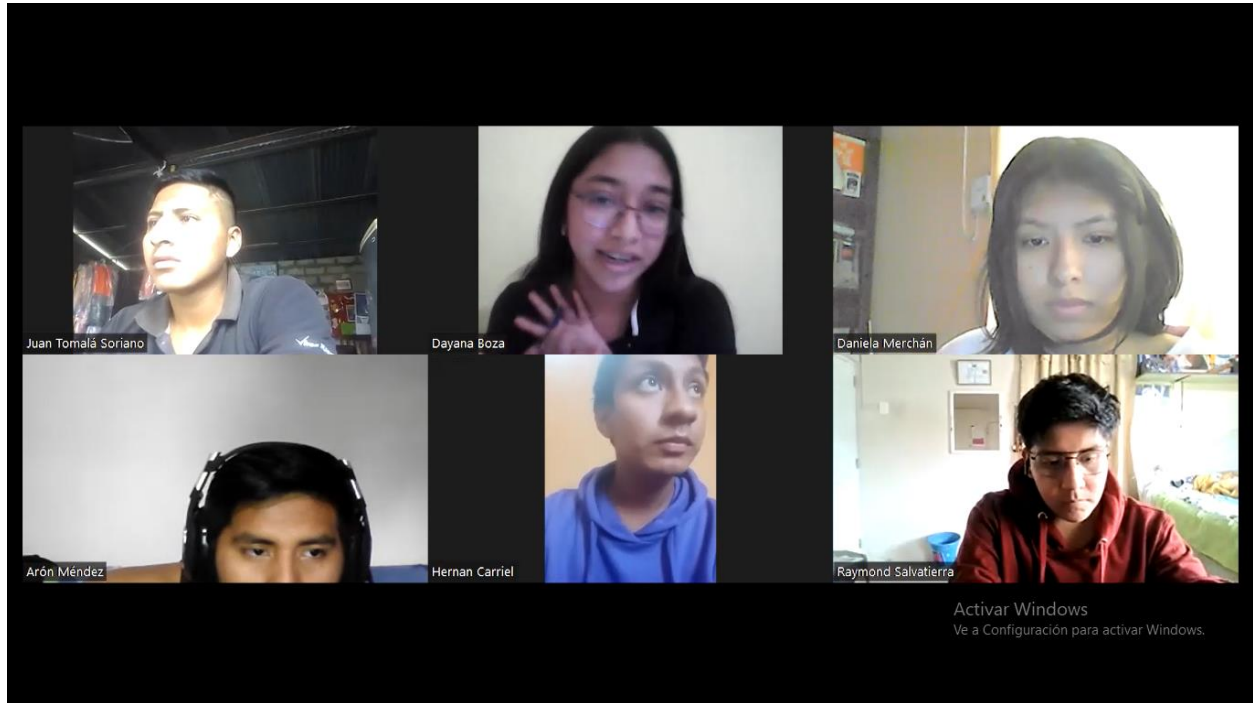 Juan Tomalá Soriano
Dayana Boza
Daniela Merchán
Arón Méndez
Hernan Carriel
Raymond Salvatierra
Activar Windows
Ve a Configuración para activar Windows.